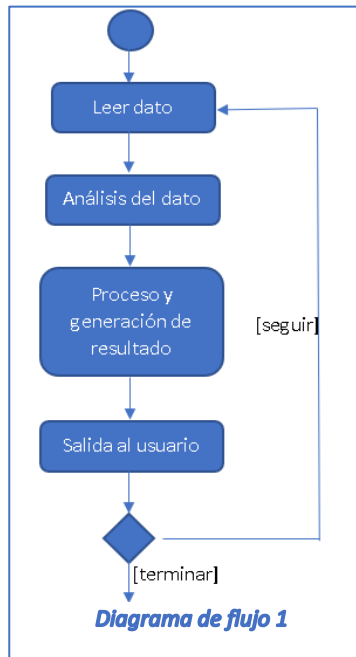 Leer dato
Análisis del dato
Proceso y
generación de
resultado
[seguir]
Salida al usuario
[terminar]
Diagrama de flujo 1